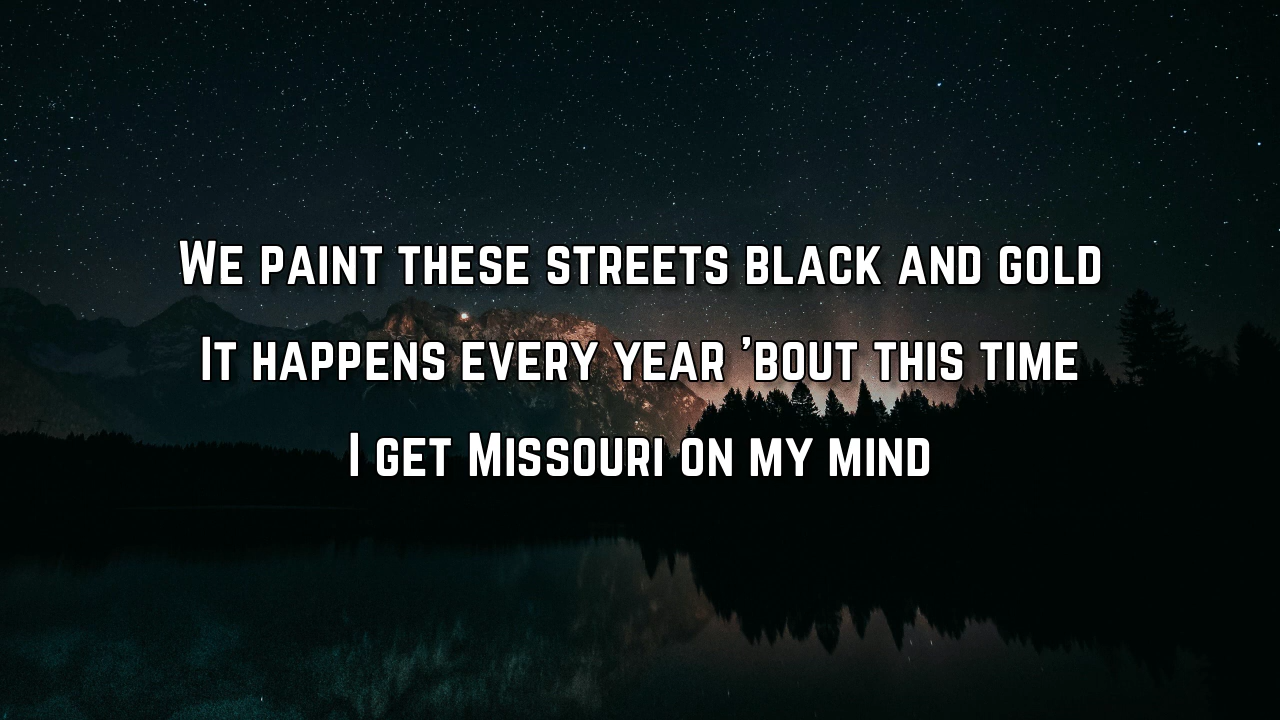 We paint these streets black and gold
It happens every year 'bout this time
I get Missouri on my mind